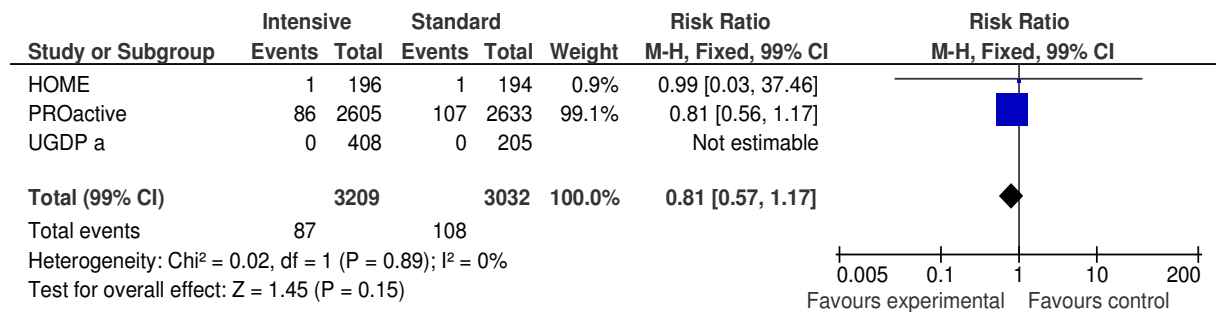 Intensive Standard Risk Ratio Risk Ratio
Study or Subgroup Events Total Events Total Weight M-H, Fixed, 99% CI M-H, Fixed, 99% CI
HOME 1 196 1 194 0.9% 0.99 [0.03, 37.46]
PROactive 86 2605 107 2633 99.1% 0.81 [0.56, 1.17]
UGDP a 0 408 0 205 Not estimable
Total (99% CI) 3209 3032 100.0% 0.81 [0.57, 1.17]
Total events 87 108
Heterogeneity: Chi² = 0.02, df = 1 (P = 0.89); I² = 0%
Test for overall effect: Z = 1.45 (P = 0.15)
0.005 0.1 1 10 200
Favours experimental Favours control